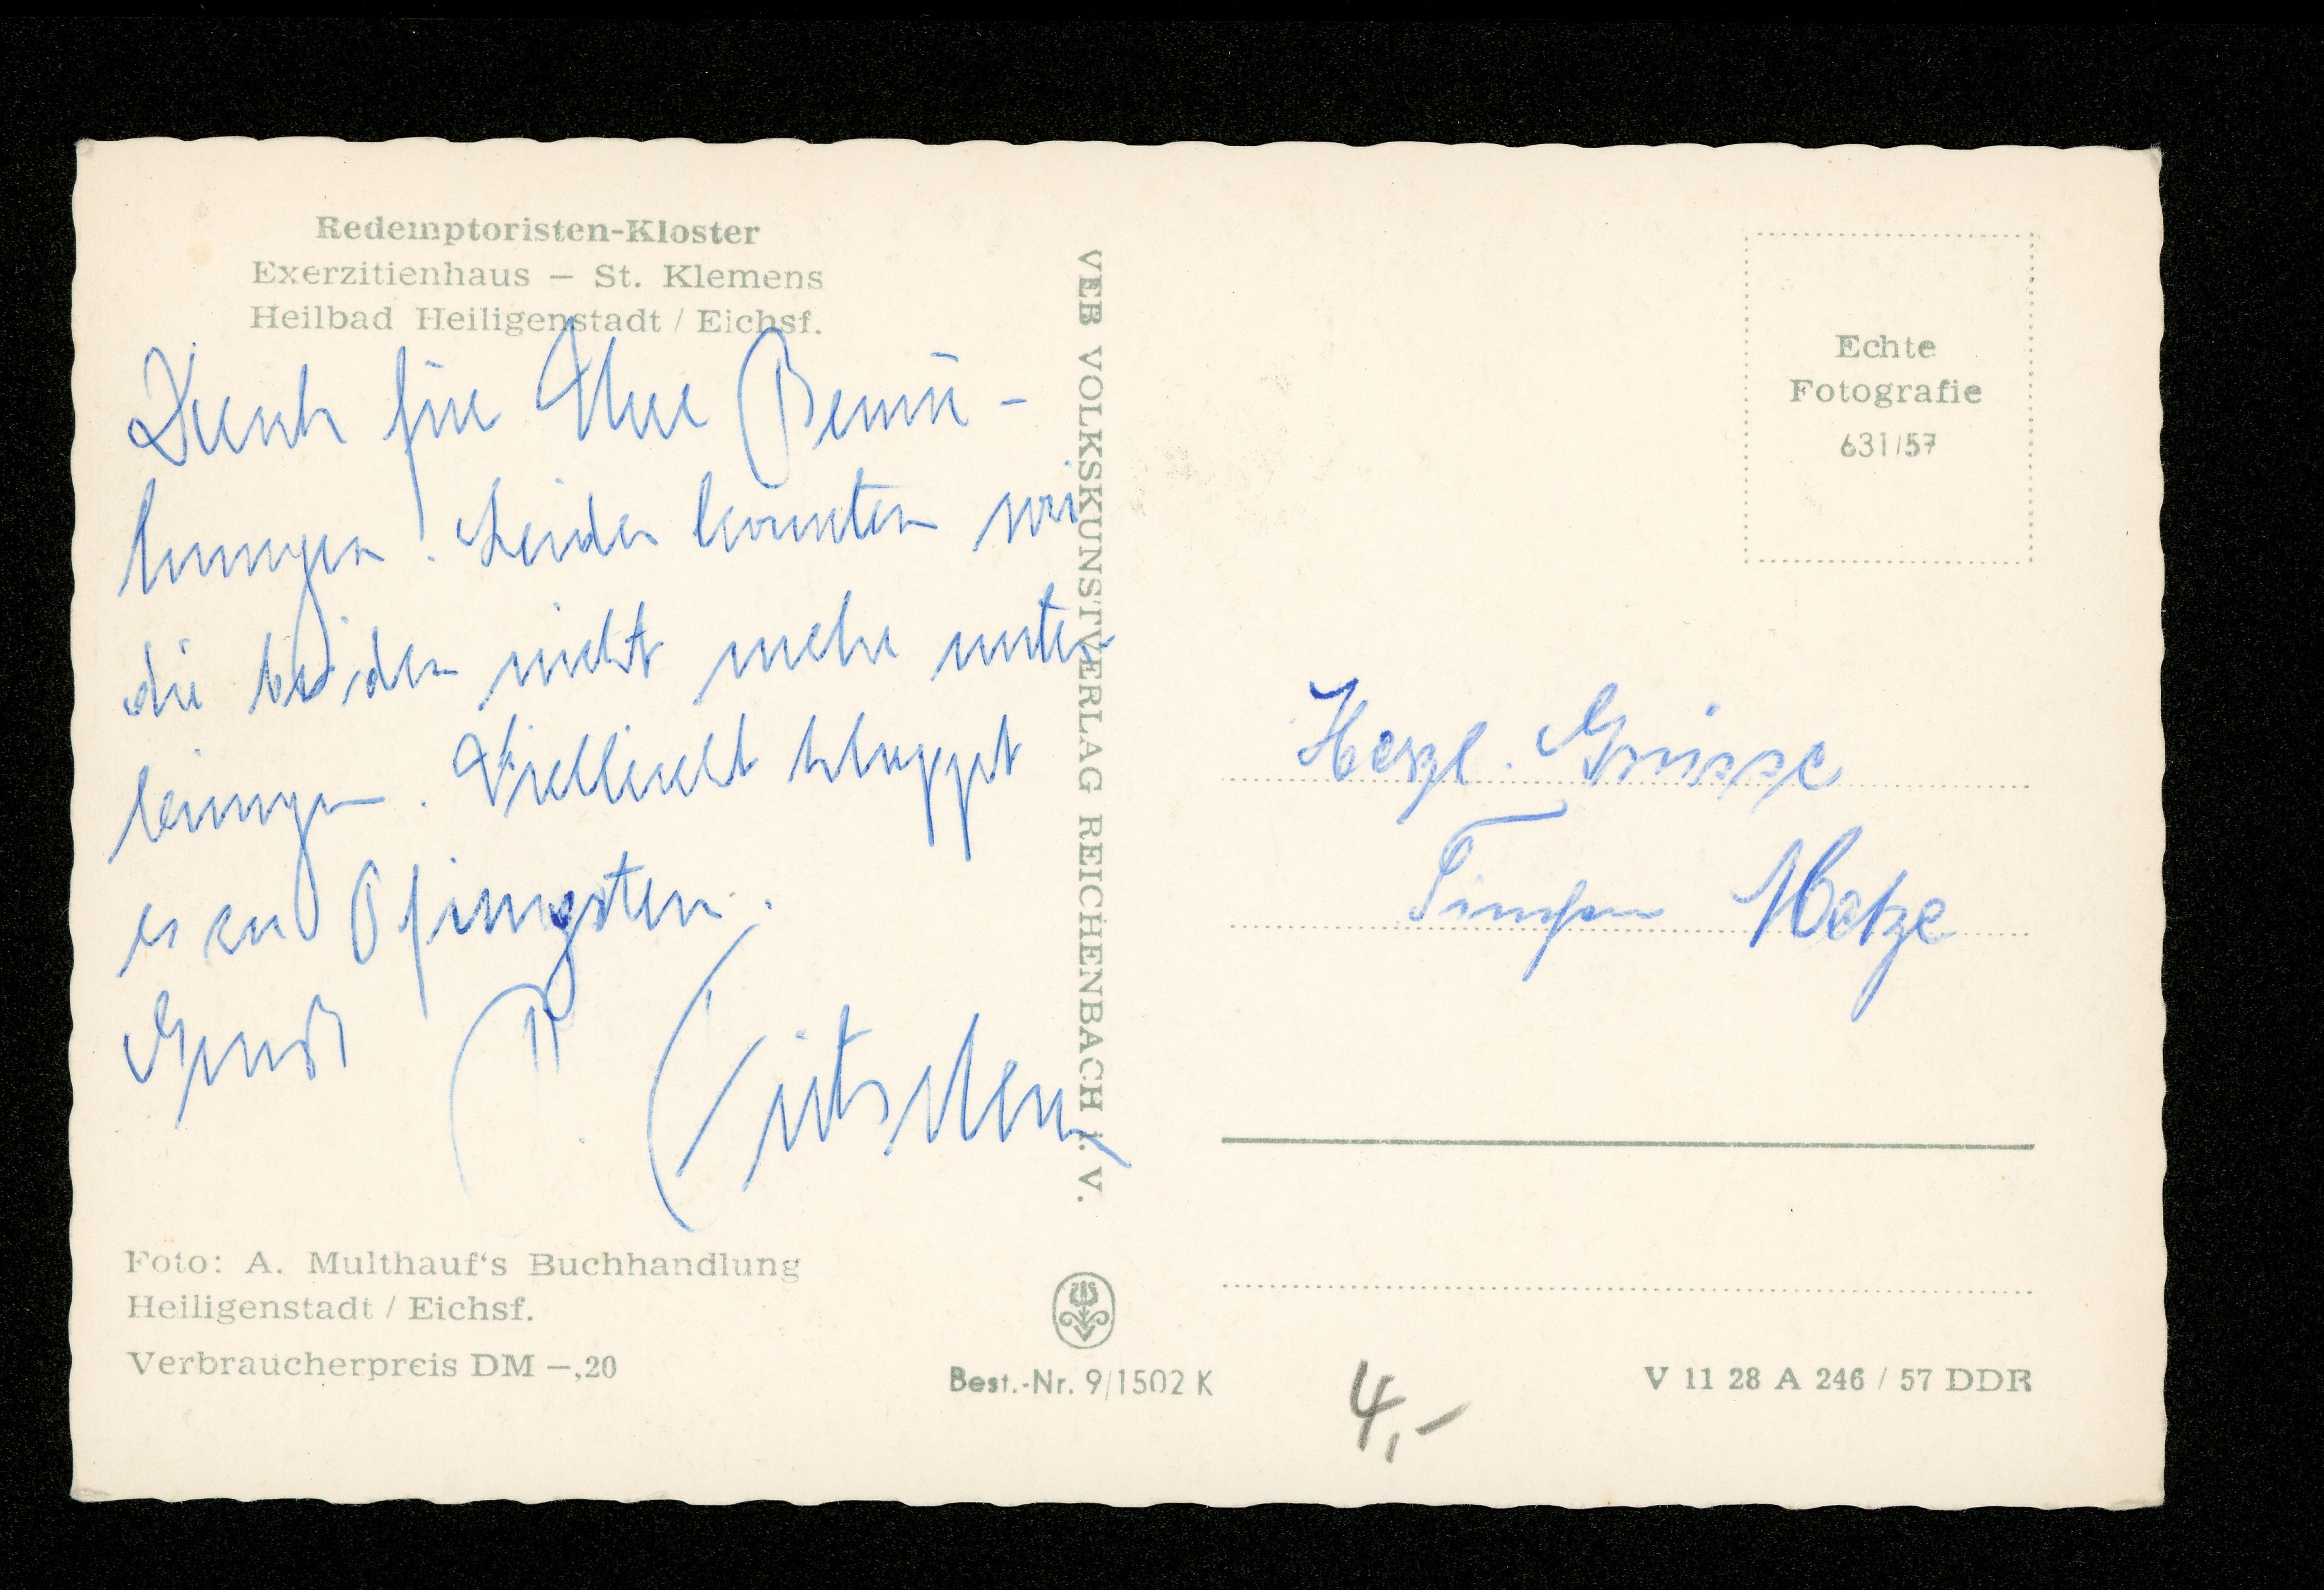 Redemptoristen-Kloster
Exerzitienhaus — St. Klemens
Heilbad Heiligenstadt / Eichsf.
Dank für Ihre Bemü-
hungen! Leider konnten wir
die beiden nicht mehr unter
bringen. Vielleicht klappt
es zu Pfingsten.
Gruß P.
VEB VOLKSKUNSTVERLAG REICHENBACH i. V.
Echte
Fotografie
631/57
Herzl. Grüsse
Foto: A. Multhauf‘s Buchhandlung
Heiligenstadt / Eichsf.
Verbraucherpreis DM —,20
Best.-Nr. 9/1502 K
4,-
V 11 28 A 246 / 57 DDR